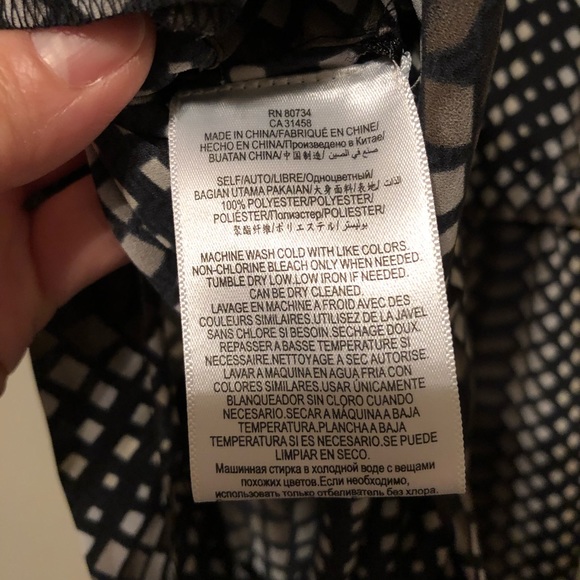 RN 80734
CA 31458
MADE IN CHINA/FABRIQUÉ EN CHINE/
HECHO EN CHINA/Произведено в Китае/
BUATAN CHINA/中国制造/صنع في الصين/
SELF/AUTO/LIBRE/Одноцветный/
BAGIAN UTAMA PAKAIAN/大身面料/表地/الذات/
100% POLYESTER/POLYESTER/
POLIÉSTER/Полиэстер/POLIESTER/
聚酯纤维/ポリエステル/بوليستر
MACHINE WASH COLD WITH LIKE COLORS.
NON-CHLORINE BLEACH ONLY WHEN NEEDED.
TUMBLE DRY LOW.LOW IRON IF NEEDED.
CAN BE DRY CLEANED.
LAVAGE EN MACHINE A FROID AVEC DES
COULEURS SIMILAIRES.UTILISEZ DE LA JAVEL
SANS CHLORE SI BESOIN.SECHAGE DOUX.
REPASSER A BASSE TEMPERATURE SI
NECESSAIRE.NETTOYAGE A SEC AUTORISE.
LAVAR A MAQUINA EN AGUA FRIA CON
COLORES SIMILARES.USAR ÚNICAMENTE
BLANQUEADOR SIN CLORO CUANDO
NECESARIO.SECAR A MÁQUINA A BAJA
TEMPERATURA.PLANCHA A BAJA
TEMPERATURA SI ES NECESARIO.SE PUEDE
LIMPIAR EN SECO.
Машинная стирка в холодной воде с вещами
похожих цветов.Если необходимо,
использовать только отбеливатель без хлора.